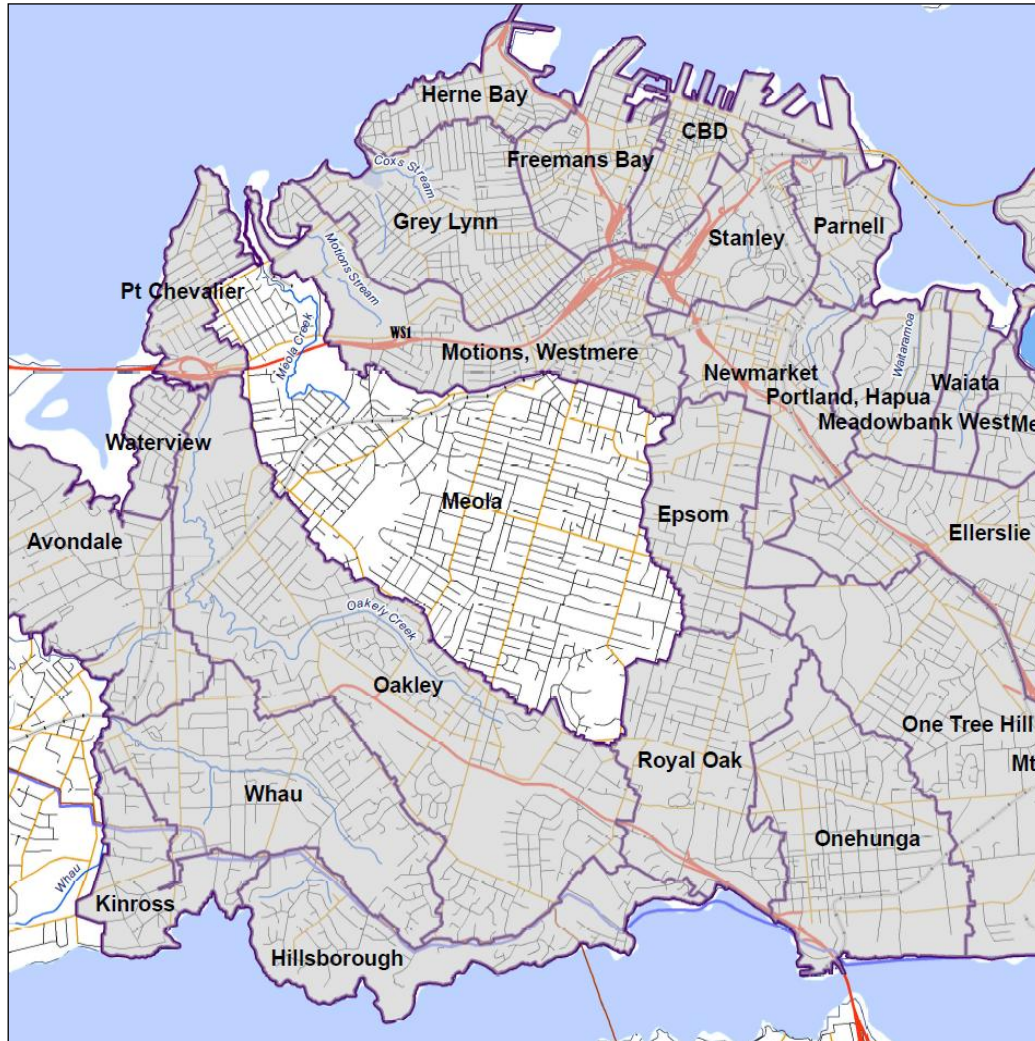 Herne Bay
CBD
Freemans Bay
Coxs Stream
Grey Lynn
Stanley
Parnell
Motions Stream
Pt Chevalier
Meola Creek
WS1
Motions, Westmere
Newmarket
Waitaramoa
Waiata
Portland, Hapua
Meadowbank West
Me
Waterview
Meola
Epsom
Avondale
Ellerslie
Oakely Creek
Oakley
One Tree Hill
Royal Oak
Mt
Whau
Onehunga
Whau
Kinross
Hillsborough